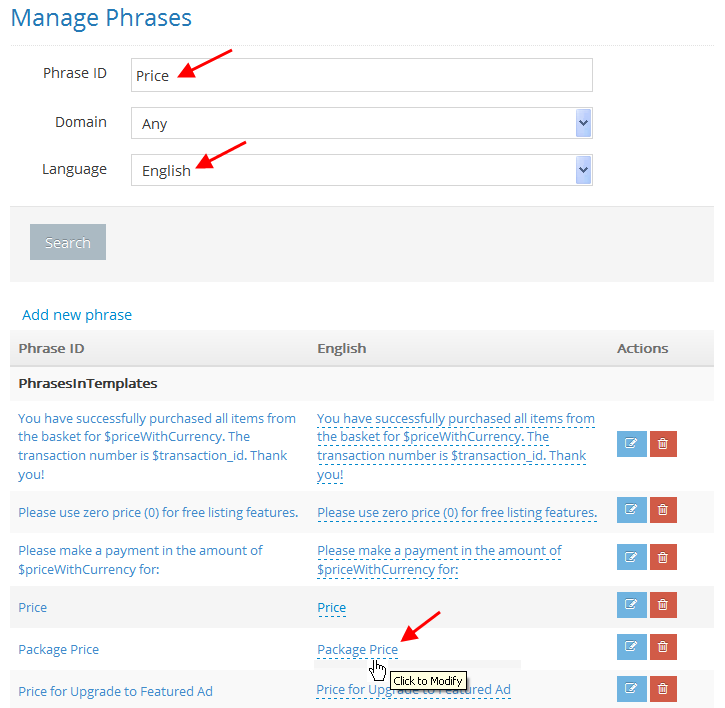 Manage Phrases
Phrase ID
Price
Domain
Any
Language
English
Search
Add new phrase
Phrase ID English Actions
PhrasesInTemplates
You have successfully purchased all items from
the basket for $priceWithCurrency. The
transaction number is $transaction_id. Thank
you!
You have successfully purchased all items from
the basket for $priceWithCurrency. The
transaction number is $transaction_id. Thank
you!
Please use zero price (0) for free listing features.
Please use zero price (0) for free listing features.
Please make a payment in the amount of
$priceWithCurrency for:
Please make a payment in the amount of
$priceWithCurrency for:
Price
Price
Package Price
Package Price
Click to Modify
Price for Upgrade to Featured Ad
Price for Upgrade to Featured Ad